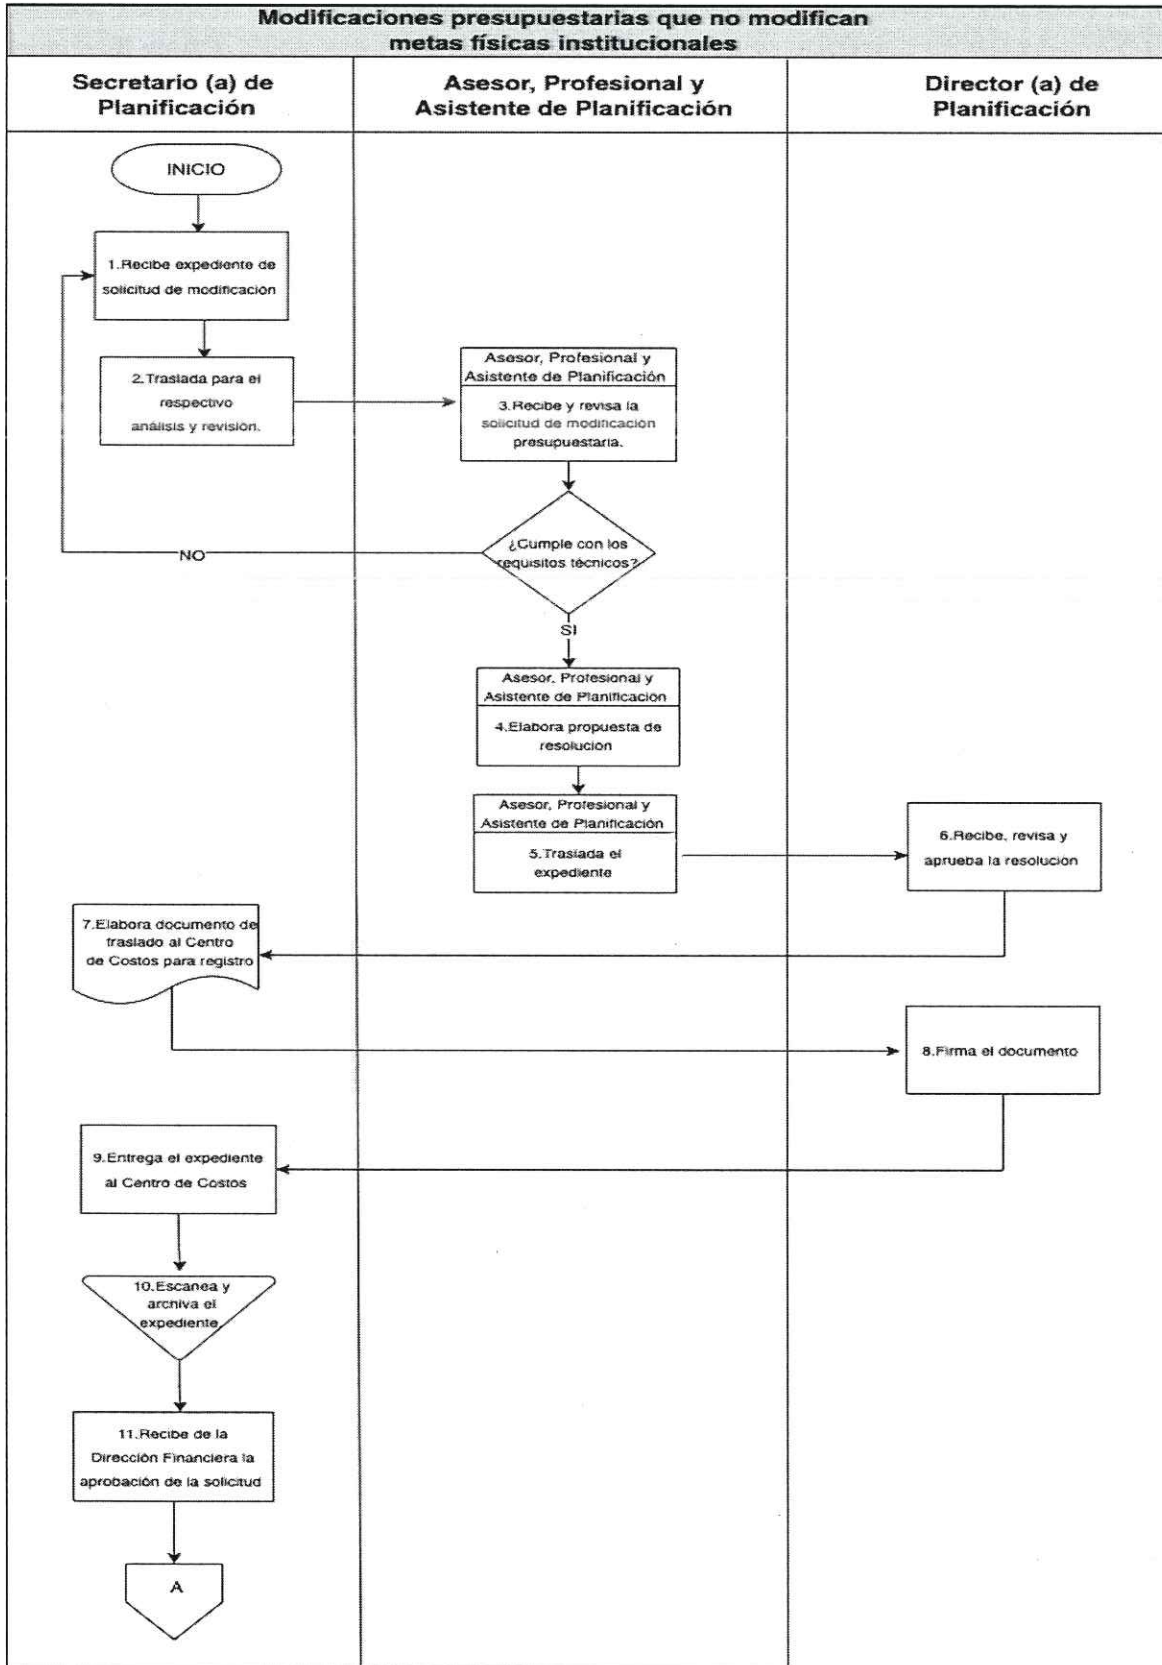 Modificaciones presupuestarias que no modifican
metas físicas institucionales
Secretario (a) de
Planificación
Asesor, Profesional y
Asistente de Planificación
Director (a) de
Planificación
INICIO
1.Recibe expediente de
solicitud de modificación
2.Traslada para el
respectivo
análisis y revisión.
Asesor, Profesional y
Asistente de Planificación
3.Recibe y revisa la
solicitud de modificación
presupuestaria.
¿Cumple con los
requisitos técnicos?
NO
SI
Asesor, Profesional y
Asistente de Planificación
4.Elabora propuesta de
resolución
Asesor, Profesional y
Asistente de Planificación
5.Traslada el
expediente
6.Recibe, revisa y
aprueba la resolución
7.Elabora documento de
traslado al Centro
de Costos para registro
8.Firma el documento
9.Entrega el expediente
al Centro de Costos
10.Escanea y
archiva el
expediente.
11.Recibe de la
Dirección Financiera la
aprobación de la solicitud
A